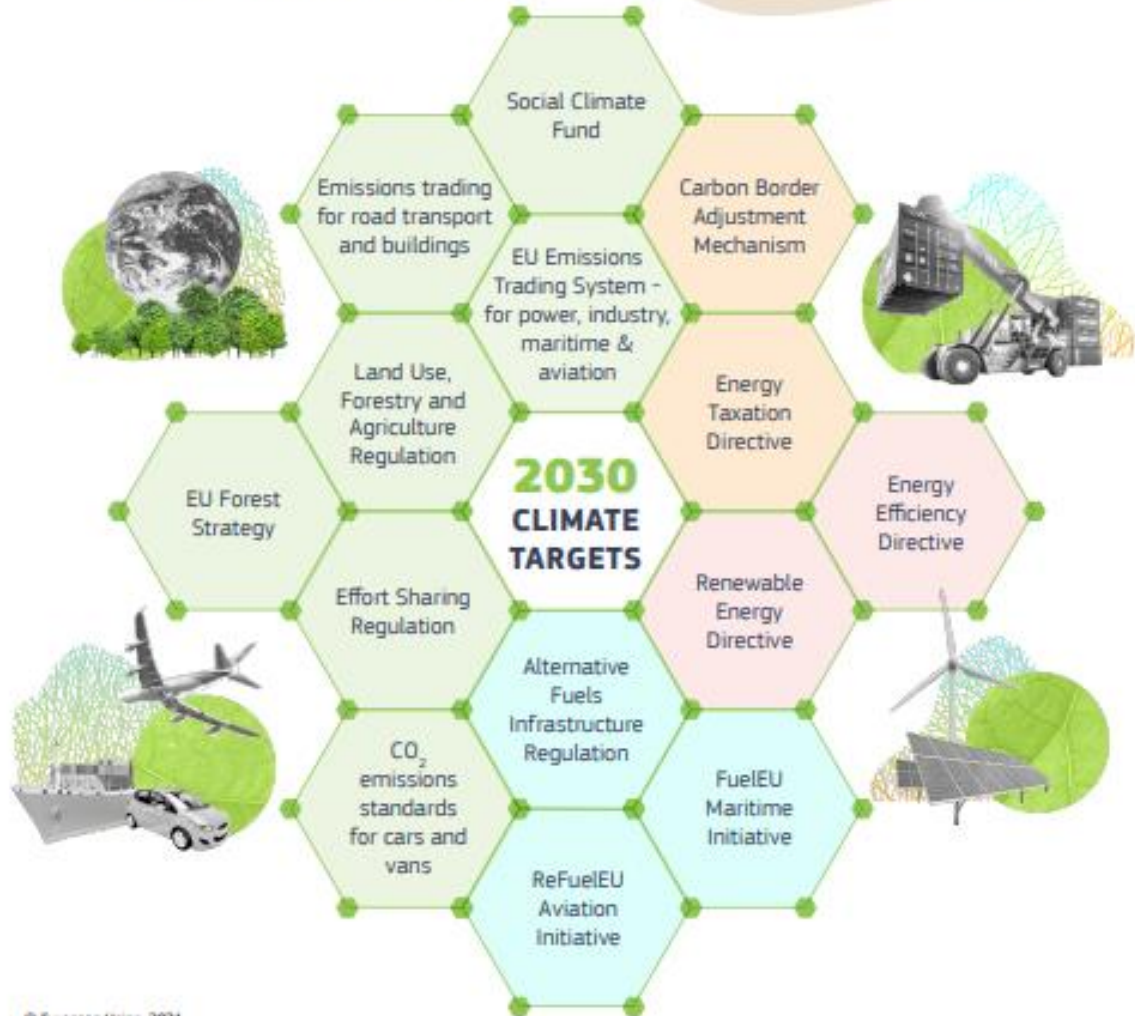 Social Climate
Fund
Emissions trading
for road transport
and buildings
Carbon Border
Adjustment
Mechanism
EU Emissions
Trading System -
for power, industry,
maritime &
aviation
Land Use,
Forestry and
Agriculture
Regulation
Energy
Taxation
Directive
EU Forest
Strategy
2030
CLIMATE
TARGETS
Energy
Efficiency
Directive
Effort Sharing
Regulation
Renewable
Energy
Directive
Alternative
Fuels
Infrastructure
Regulation
CO₂
emissions
standards
for cars and
vans
FuelEU
Maritime
Initiative
ReFuelEU
Aviation
Initiative